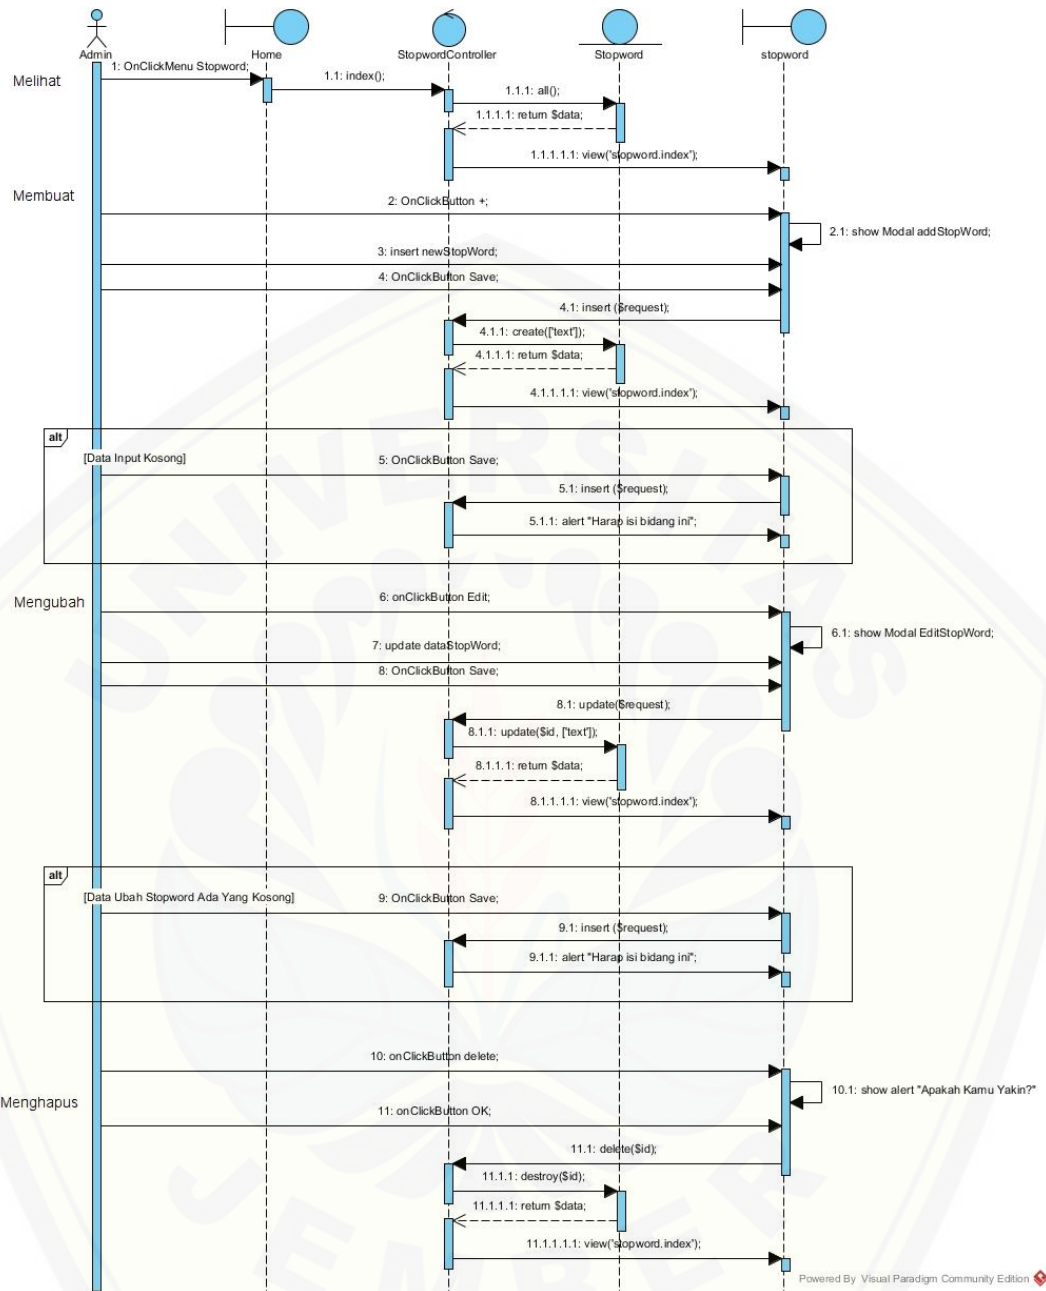 Admin
Home
StopwordController
Stopword
stopword
Melihat
1: OnClickMenu Stopword;
1.1: index();
1.1.1: all();
1.1.1.1: return $data;
1.1.1.1.1: view('stopword.index');
Membuat
2: OnClickButton +;
2.1: show Modal addStopWord;
3: insert newStopWord;
4: OnClickButton Save;
4.1: insert ($request);
4.1.1: create(['text']);
4.1.1.1: return $data;
4.1.1.1.1: view('stopword.index');
alt
[Data Input Kosong]
5: OnClickButton Save;
5.1: insert ($request);
5.1.1: alert "Harap isi bidang ini";
Mengubah
6: onClickButton Edit;
6.1: show Modal EditStopWord;
7: update dataStopWord;
8: OnClickButton Save;
8.1: update($request);
8.1.1: update($id, ['text']);
8.1.1.1: return $data;
8.1.1.1.1: view('stopword.index');
alt
[Data Ubah Stopword Ada Yang Kosong]
9: OnClickButton Save;
9.1: insert ($request);
9.1.1: alert "Harap isi bidang ini";
10: onClickButton delete;
10.1: show alert "Apakah Kamu Yakin?"
Menghapus
11: onClickButton OK;
11.1: delete($id);
11.1.1: destroy($id);
11.1.1.1: return $data;
11.1.1.1.1: view('stopword.index');
UNIVERSITAS
JEMBER
Powered By Visual Paradigm Community Edition